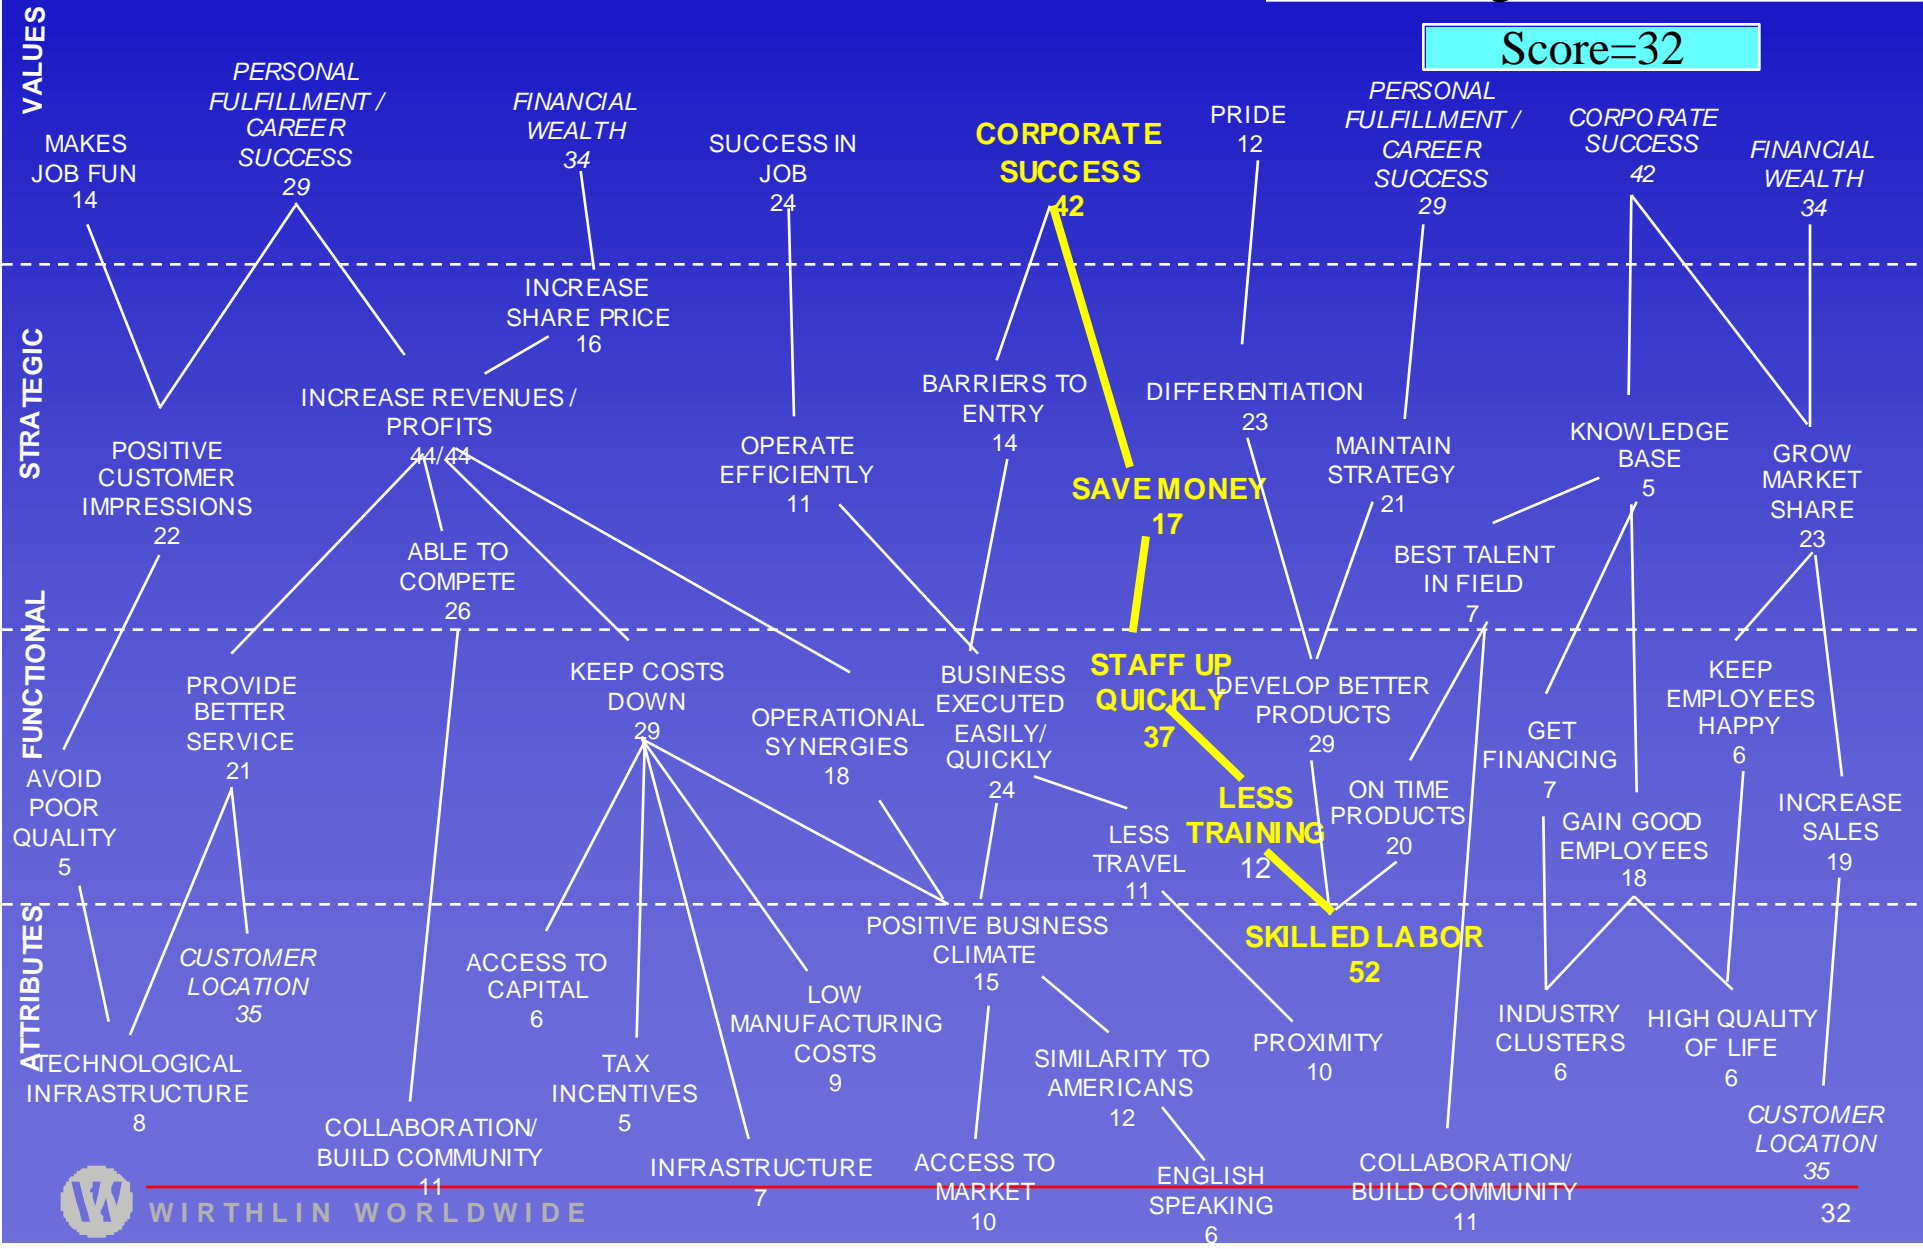 Score=32
VALUES
MAKES
JOB FUN
14
PERSONAL
FULFILLMENT /
CAREER
SUCCESS
29
FINANCIAL
WEALTH
34
SUCCESS IN
JOB
24
CORPORATE
SUCCESS
42
PRIDE
12
PERSONAL
FULFILLMENT /
CAREER
SUCCESS
29
CORPORATE
SUCCESS
42
FINANCIAL
WEALTH
34
STRATEGIC
POSITIVE
CUSTOMER
IMPRESSIONS
22
INCREASE REVENUES /
PROFITS
44/44
INCREASE
SHARE PRICE
16
ABLE TO
COMPETE
26
OPERATE
EFFICIENTLY
11
BARRIERS TO
ENTRY
14
SAVE MONEY
17
DIFFERENTIATION
23
MAINTAIN
STRATEGY
21
BEST TALENT
IN FIELD
7
KNOWLEDGE
BASE
5
GROW
MARKET
SHARE
23
FUNCTIONAL
AVOID
POOR
QUALITY
5
PROVIDE
BETTER
SERVICE
21
KEEP COSTS
DOWN
29
OPERATIONAL
SYNERGIES
18
BUSINESS
EXECUTED
EASILY/
QUICKLY
24
LESS
TRAVEL
11
STAFF UP
QUICKLY
37
LESS
TRAINING
12
DEVELOP BETTER
PRODUCTS
29
ON TIME
PRODUCTS
20
GET
FINANCING
7
GAIN GOOD
EMPLOYEES
18
KEEP
EMPLOYEES
HAPPY
6
INCREASE
SALES
19
ATTRIBUTES
TECHNOLOGICAL
INFRASTRUCTURE
8
CUSTOMER
LOCATION
35
COLLABORATION/
BUILD COMMUNITY
11
ACCESS TO
CAPITAL
6
TAX
INCENTIVES
5
INFRASTRUCTURE
7
LOW
MANUFACTURING
COSTS
9
POSITIVE BUSINESS
CLIMATE
15
ACCESS TO
MARKET
10
SIMILARITY TO
AMERICANS
12
ENGLISH
SPEAKING
6
PROXIMITY
10
SKILLED LABOR
52
COLLABORATION/
BUILD COMMUNITY
11
INDUSTRY
CLUSTERS
6
HIGH QUALITY
OF LIFE
6
CUSTOMER
LOCATION
35
WIRTHLIN WORLDWIDE
32